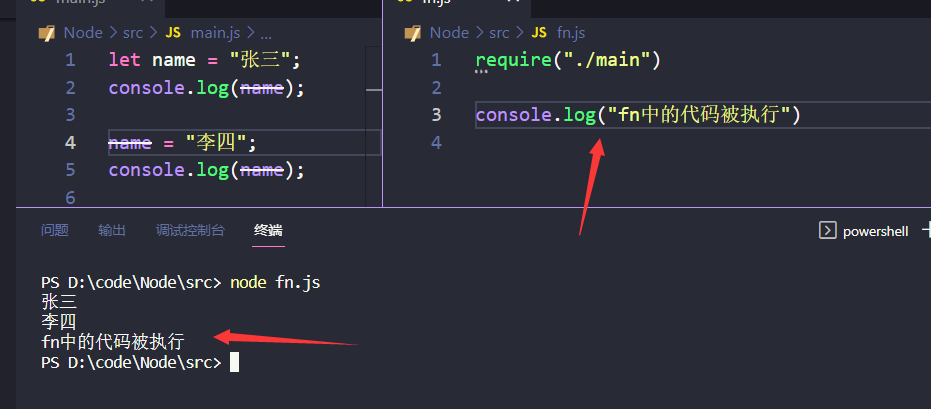 main.js
fn.js
Node > src > JS main.js > ...
Node > src > JS fn.js
1 let name = "张三";
2 console.log(name);
3
4 name = "李四";
5 console.log(name);
6
1 require("./main")
2
3 console.log("fn中的代码被执行")
4
问题 输出 调试控制台 终端
powershell
PS D:\code\Node\src> node fn.js
张三
李四
fn中的代码被执行
PS D:\code\Node\src>